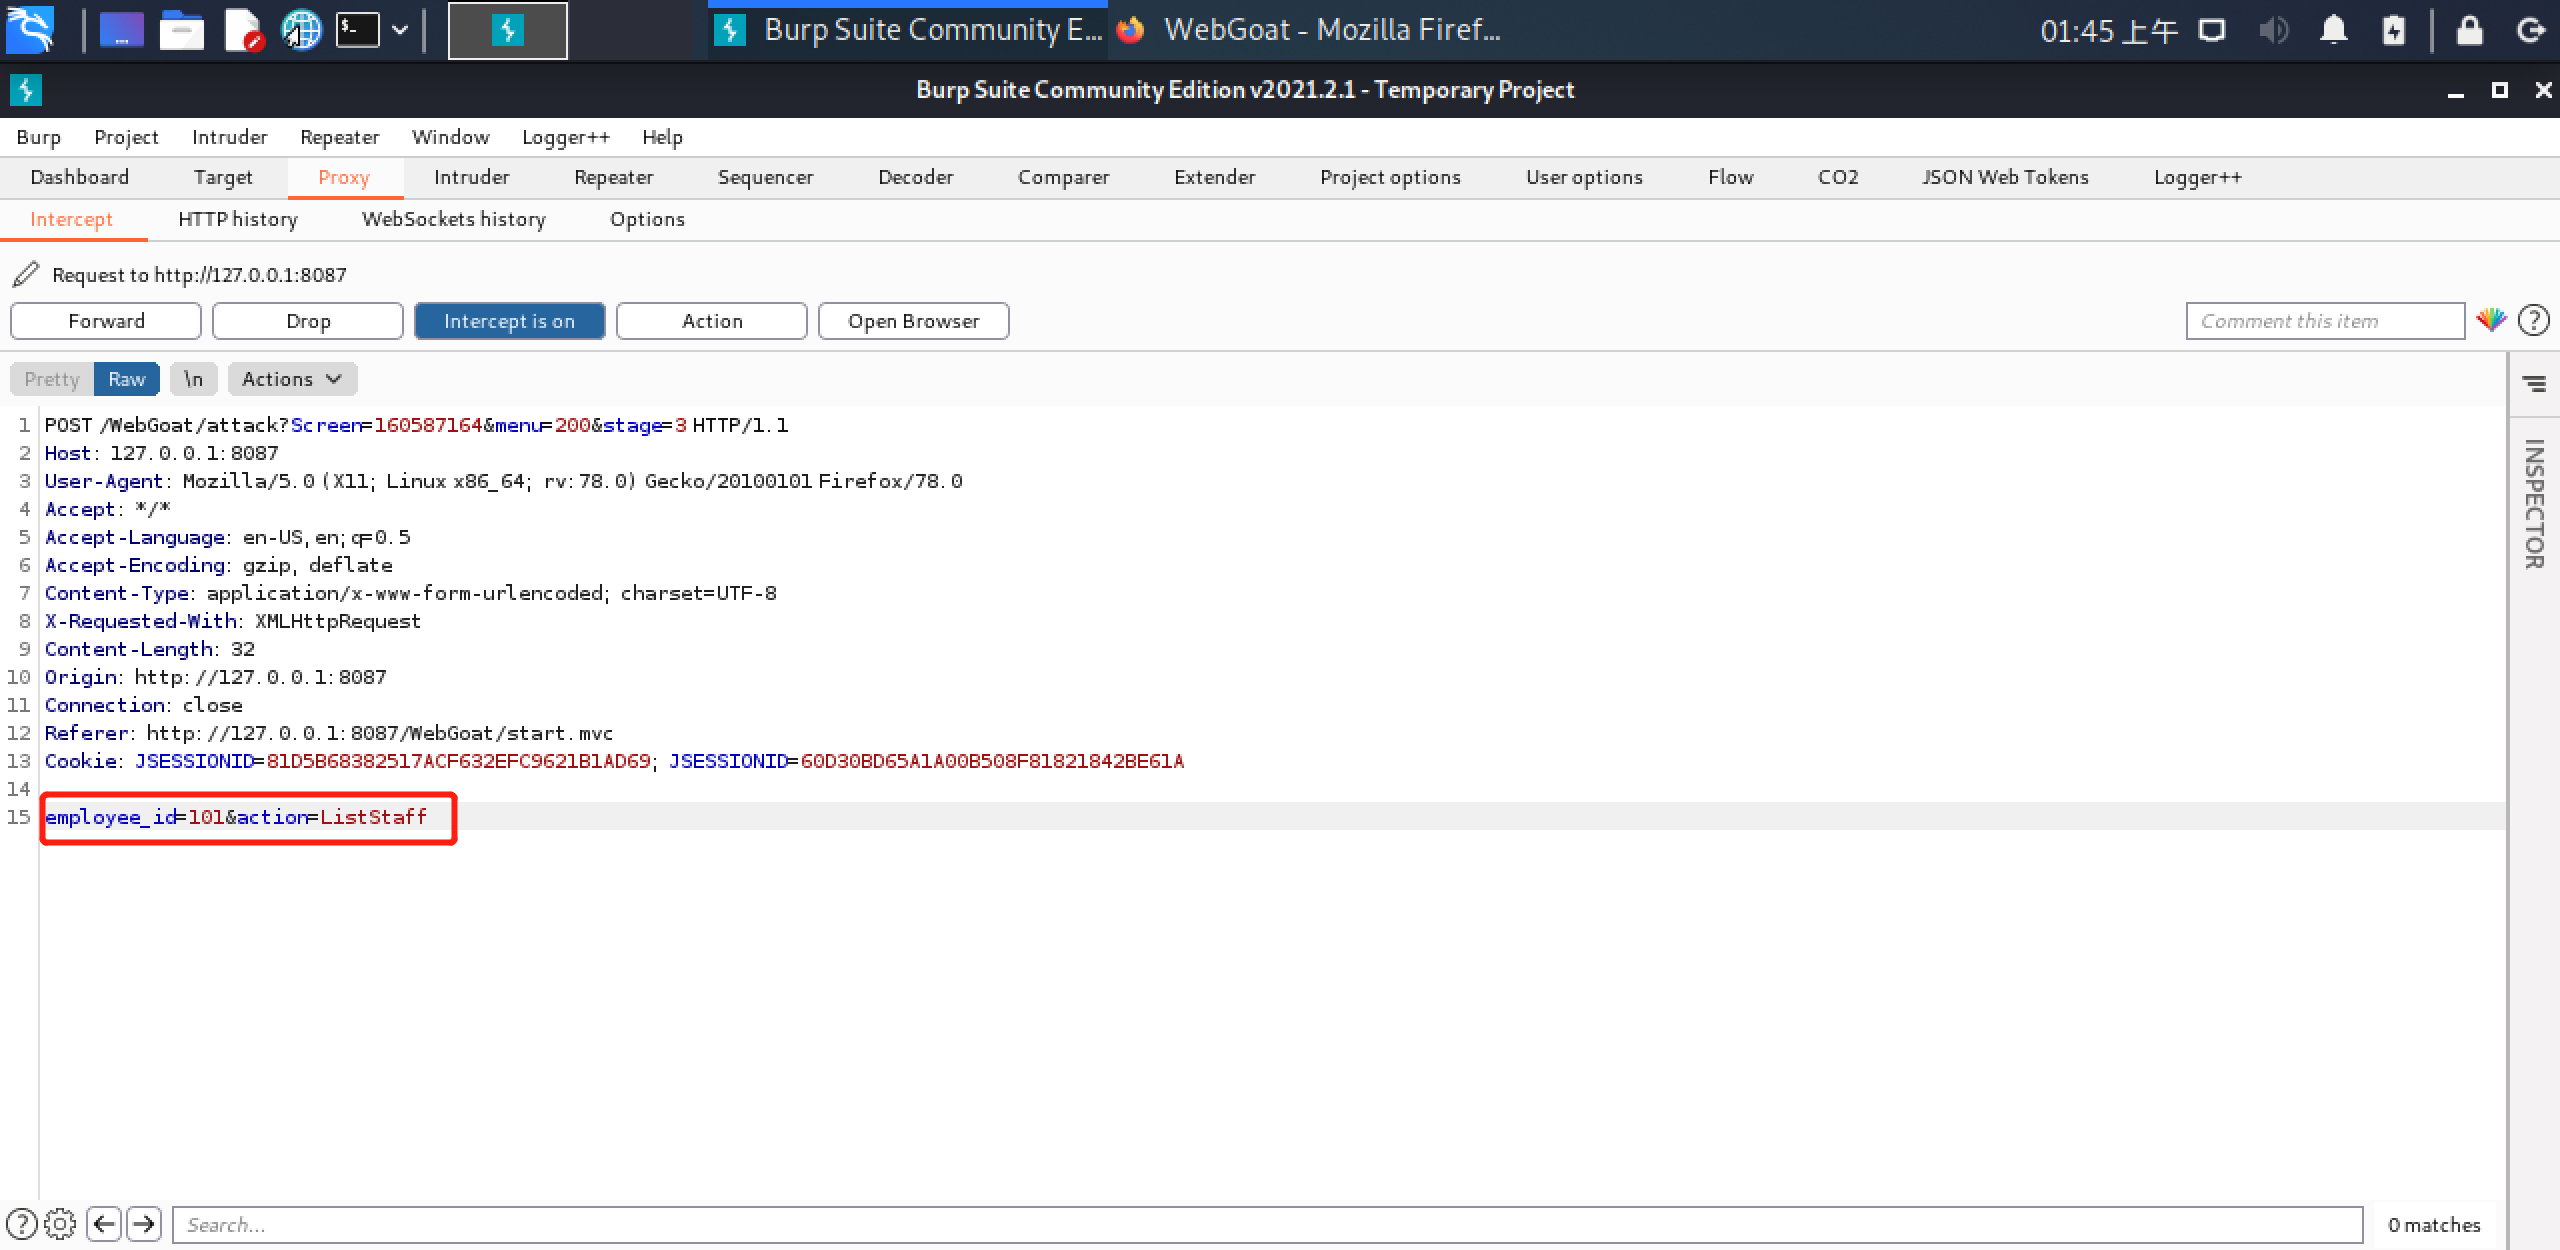 Burp Suite Community E... WebGoat - Mozilla Firef... 01:45 上午
Burp Suite Community Edition v2021.2.1 - Temporary Project
Burp Project Intruder Repeater Window Logger++ Help
Dashboard Target Proxy Intruder Repeater Sequencer Decoder Comparer Extender Project options User options Flow CO2 JSON Web Tokens Logger++
Intercept HTTP history WebSockets history Options
Request to http://127.0.0.1:8087
Forward Drop Intercept is on Action Open Browser Comment this item
Pretty Raw \n Actions
1 POST /WebGoat/attack?Screen=160587164&menu=200&stage=3 HTTP/1.1
2 Host: 127.0.0.1:8087
3 User-Agent: Mozilla/5.0 (X11; Linux x86_64; rv:78.0) Gecko/20100101 Firefox/78.0
4 Accept: */*
5 Accept-Language: en-US,en;q=0.5
6 Accept-Encoding: gzip, deflate
7 Content-Type: application/x-www-form-urlencoded; charset=UTF-8
8 X-Requested-With: XMLHttpRequest
9 Content-Length: 32
10 Origin: http://127.0.0.1:8087
11 Connection: close
12 Referer: http://127.0.0.1:8087/WebGoat/start.mvc
13 Cookie: JSESSIONID=81D5B68382517ACF632EFC9621B1AD69; JSESSIONID=60D30BD65A1A00B508F81821842BE61A
14
15 employee_id=101&action=ListStaff
INSPECTOR
Search... 0 matches